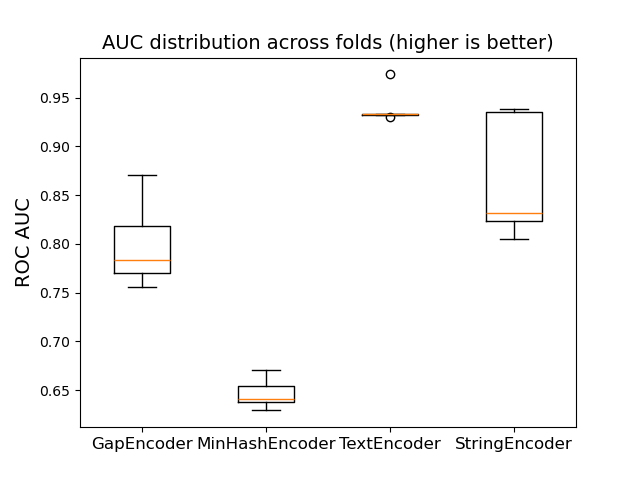 AUC distribution across folds (higher is better)
ROC AUC
0.95
0.90
0.85
0.80
0.75
0.70
0.65
GapEncoder MinHashEncoder TextEncoder StringEncoder